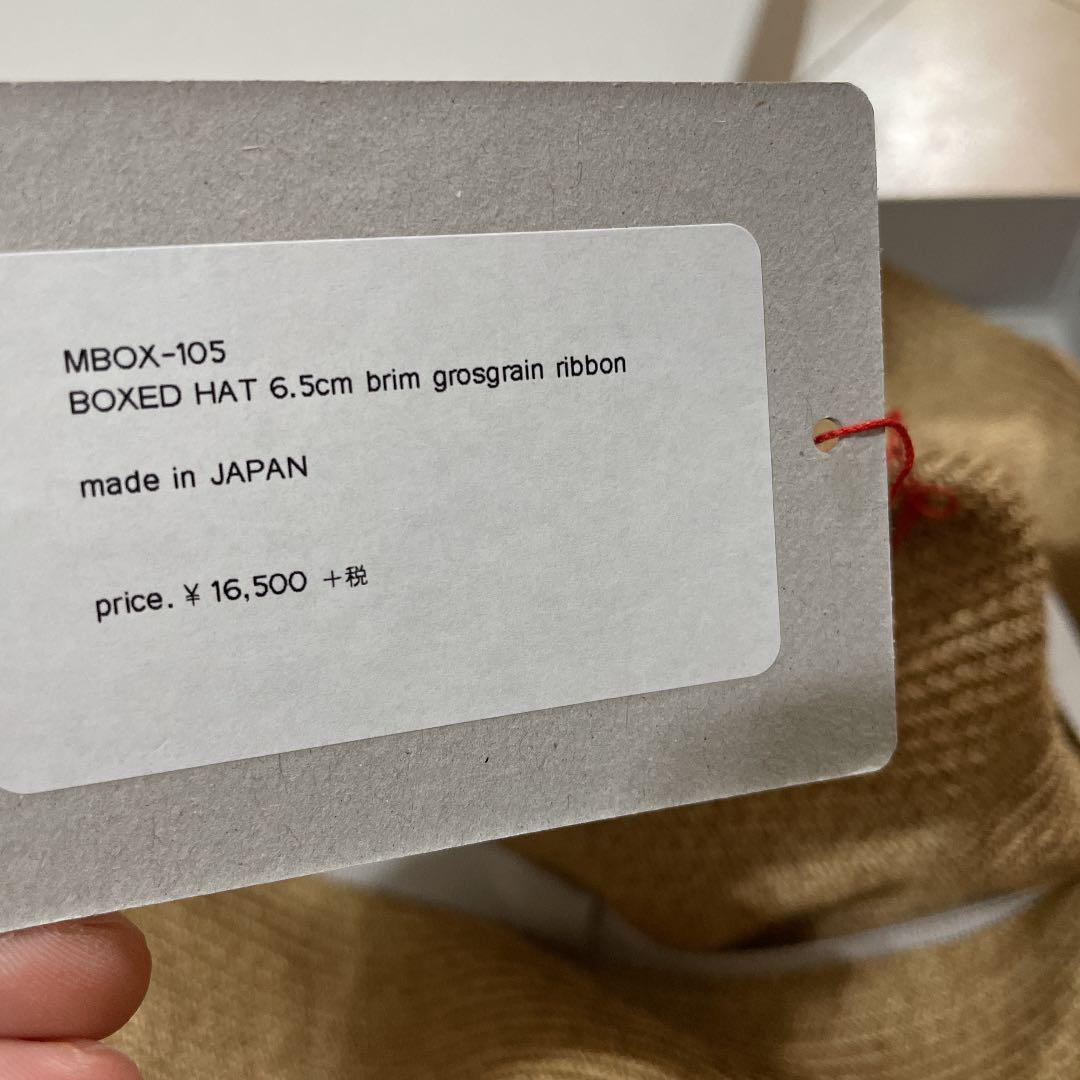 MBOX-105
BOXED HAT 6.5cm brim grosgrain ribbon
made in JAPAN
price. ¥ 16,500 +税